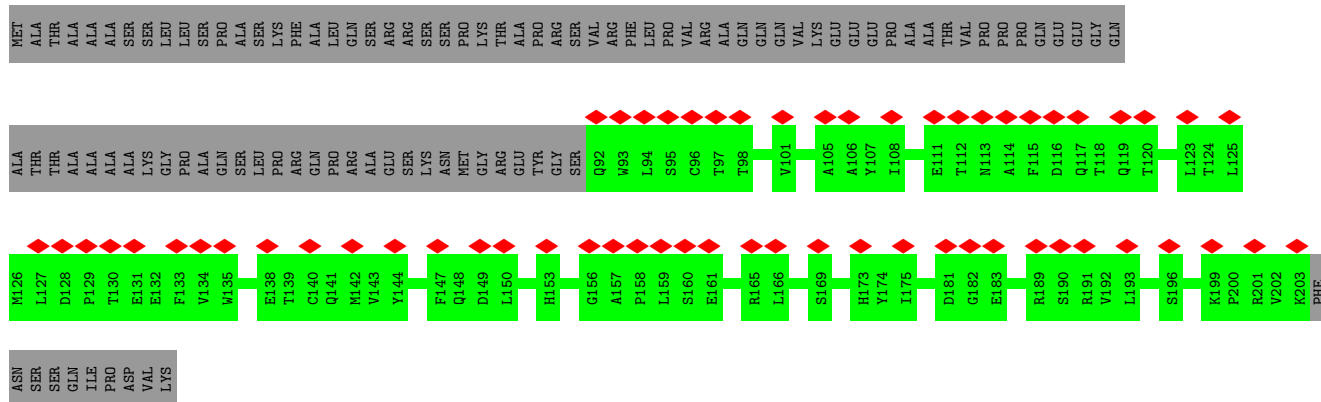 MET ALA THR ALA ALA ALA SER SER LEU LEU SER PRO ALA SER LYS PHE ALA LEU GLN SER ARG ARG SER SER PRO LYS THR ALA PRO ARG SER VAL ARG PHE LEU PRO VAL ARG ALA GLN GLN GLN VAL LYS GLU GLU GLU PRO ALA ALA THR VAL PRO PRO PRO GLN GLU GLU GLY GLN
ALA THR THR ALA ALA ALA ALA LYS GLY PRO ALA GLN SER LEU PRO ARG GLN PRO ARG ALA GLU SER LYS ASN MET GLY ARG GLU TYR GLY SER Q92 W93 L94 S95 C96 T97 T98 V101 A105 A106 Y107 I108 E111 T112 N113 A114 F115 D116 Q117 T118 Q119 T120 L123 T124 L125
M126 L127 D128 P129 T130 E131 E132 F133 V134 W135 E138 T139 C140 Q141 M142 V143 Y144 F147 Q148 D149 L150 H153 G156 A157 P158 L159 S160 E161 R165 L166 S169 H173 Y174 I175 D181 G182 E183 R189 S190 R191 V192 L193 S196 K199 P200 R201 V202 K203 PHE
ASN SER SER GLN ILE PRO ASP VAL LYS